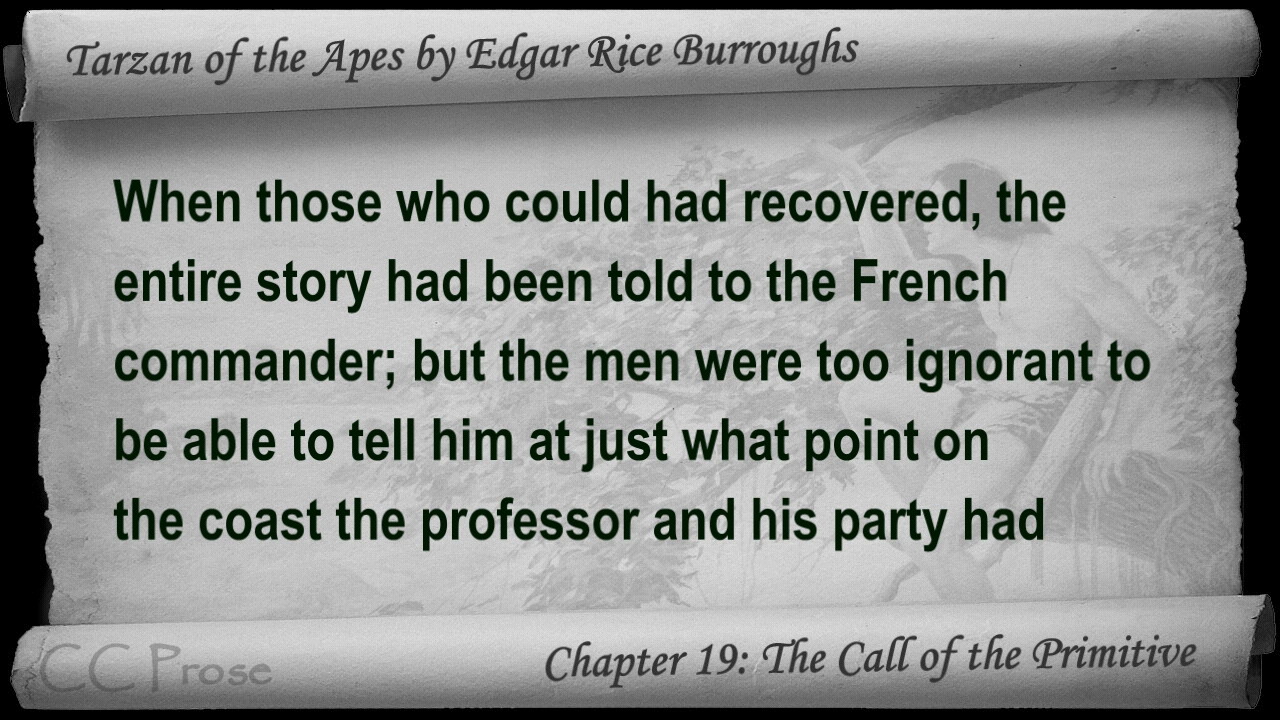 Tarzan of the Apes by Edgar Rice Burroughs
When those who could had recovered, the
entire story had been told to the French
commander; but the men were too ignorant to
be able to tell him at just what point on
the coast the professor and his party had
CC Prose
Chapter 19: The Call of the Primitive